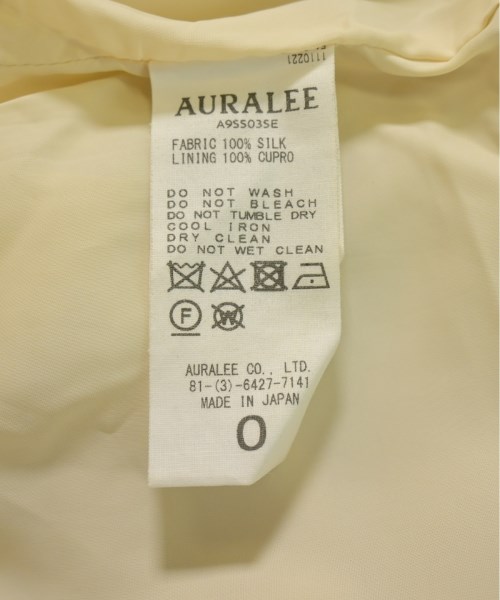 1110221
AURALEE
A9SS03SE
FABRIC 100% SILK
LINING 100% CUPRO
DO NOT WASH
DO NOT BLEACH
DO NOT TUMBLE DRY
COOL IRON
DRY CLEAN
DO NOT WET CLEAN
F W
AURALEE CO., LTD.
81-(3)-6427-7141
MADE IN JAPAN
0